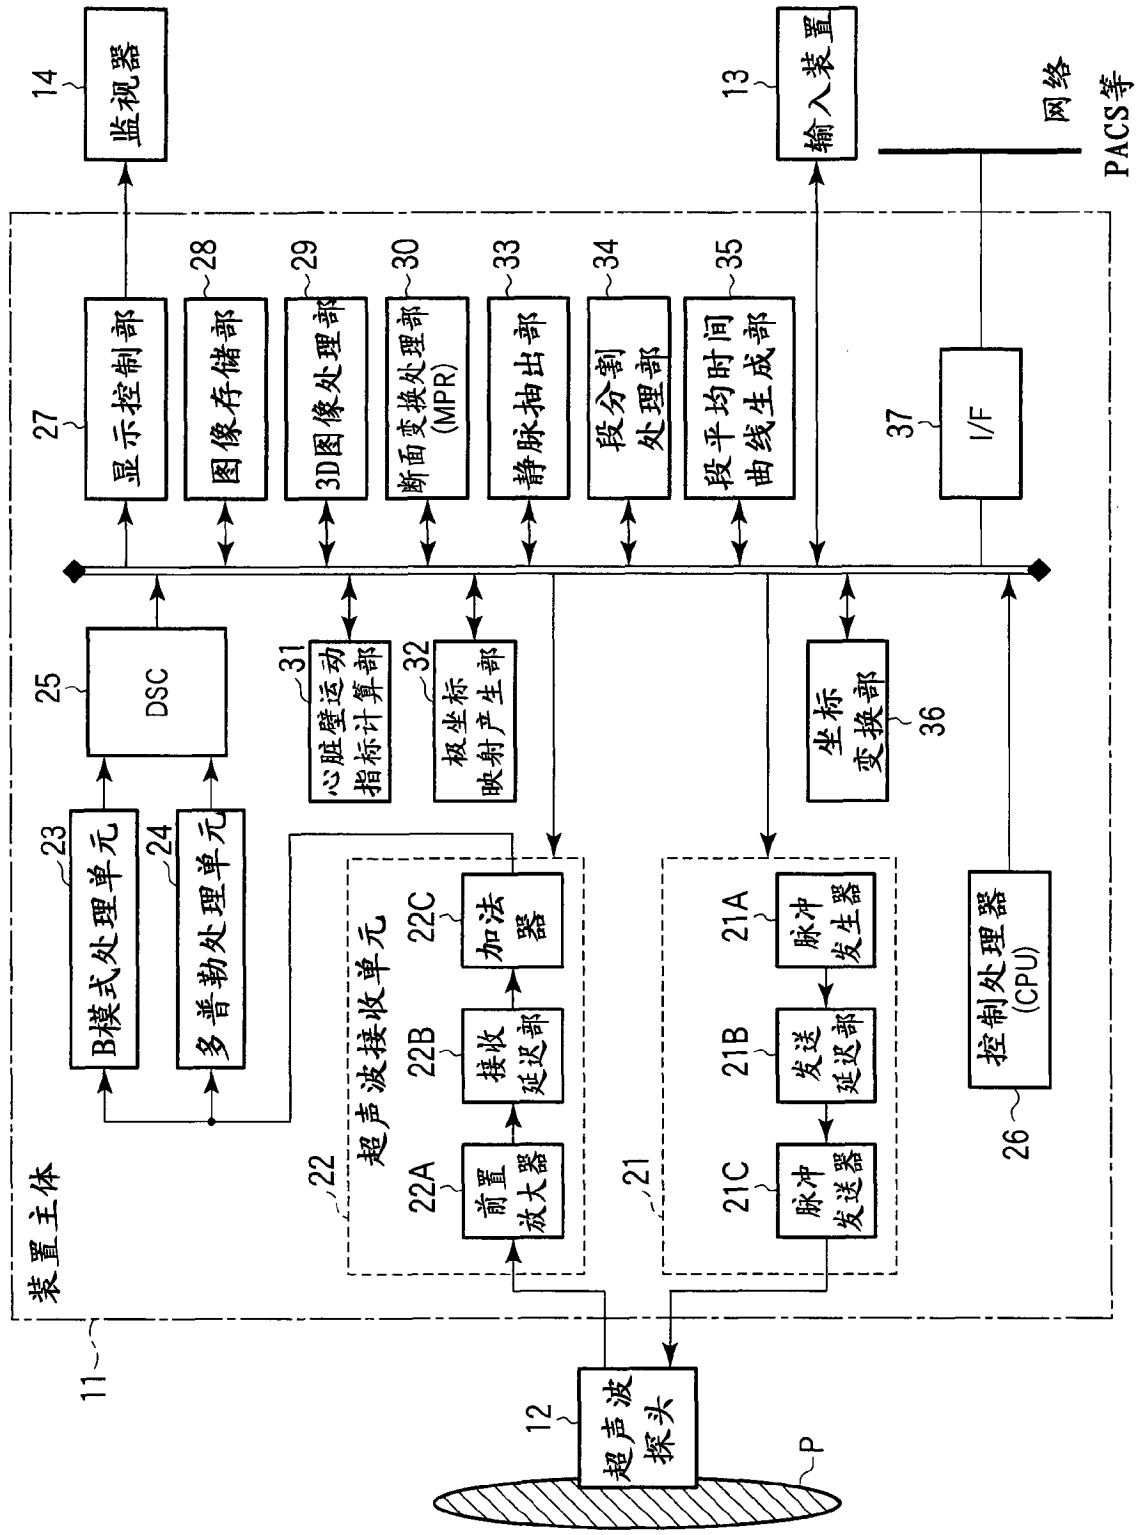 11
装置主体
12
超声波
探头
P
22
超声波接收单元
22A
前置
放大器
22B
接收
延迟部
22C
加法
器
21
21C
脉冲
发送器
21B
发送
延迟部
21A
脉冲
发生器
23
B模式处理单元
24
多普勒处理单元
25
DSC
26
控制处理器
(CPU)
31
心脏壁运动
指标计算部
32
极坐标
映射产生部
36
坐标
变换部
27
显示控制部
28
图像存储部
29
3D图像处理部
30
断面变换处理部
(MPR)
33
静脉抽出部
34
段分割
处理部
35
段平均时间
曲线生成部
37
I/F
14
监视器
13
输入装置
网络
PACS等